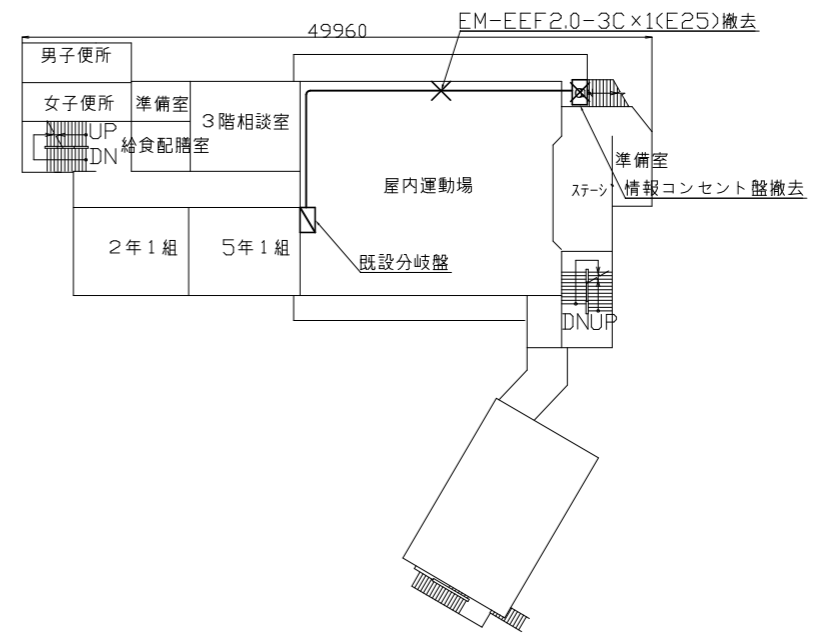 EM-EEF2.0-3C×1(E25)撤去
49960
男子便所
女子便所
準備室
3階相談室
UP
給食配膳室
DN
屋内運動場
準備室
ステージ
情報コンセント盤撤去
2年1組
5年1組
既設分岐盤
DNUP